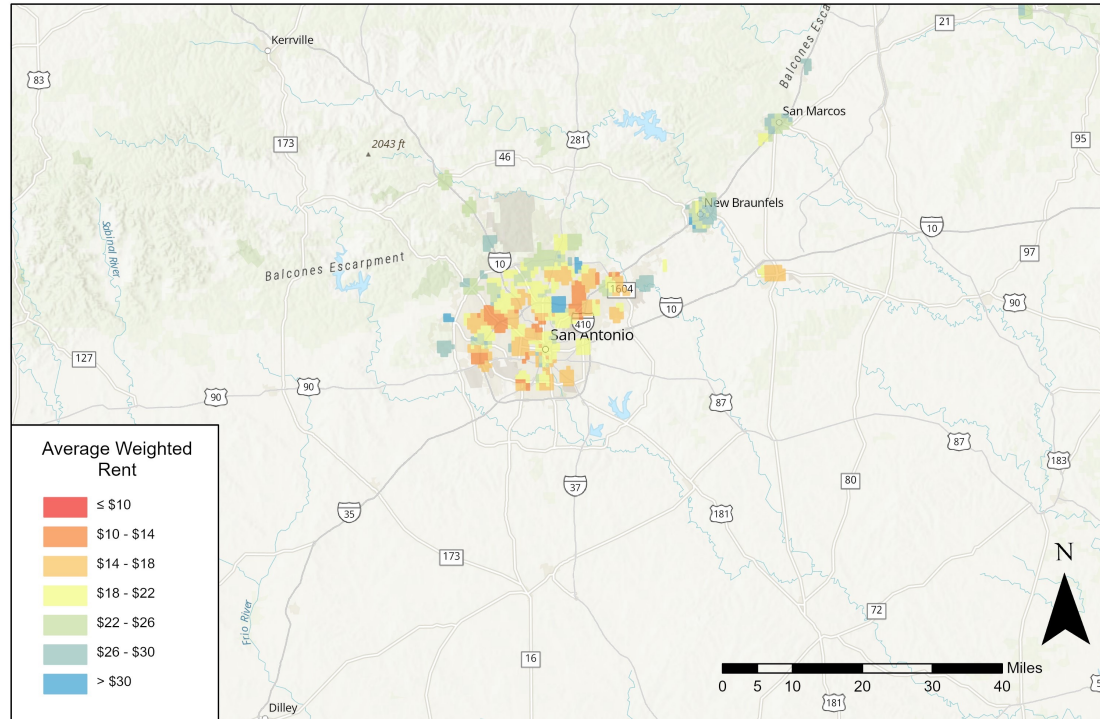 Balcones Esca
21
Kerrville
83
San Marcos
281
95
173
2043 ft
46
New Braunfels
Sabinal River
10
97
Balcones Escarpment
10
1604
10
90
410
San Antonio
127
90
90
87
87
183
80
37
35
181
173
72
Frio River
16
181
5
Dilley
Average Weighted
Rent
≤ $10
$10 - $14
$14 - $18
$18 - $22
$22 - $26
$26 - $30
> $30
N
Miles
0 5 10 20 30 40